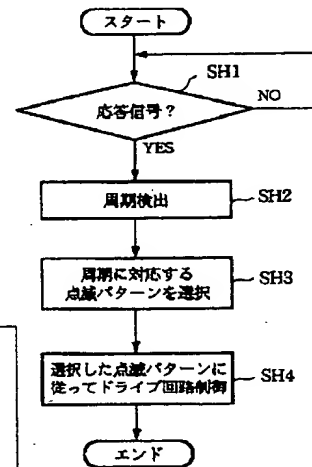 スタート
SH1
応答信号?
NO
YES
周期検出
SH2
周期に対応する
点滅パターンを選択
SH3
選択した点滅パターンに
従ってドライブ回路制御
SH4
エンド